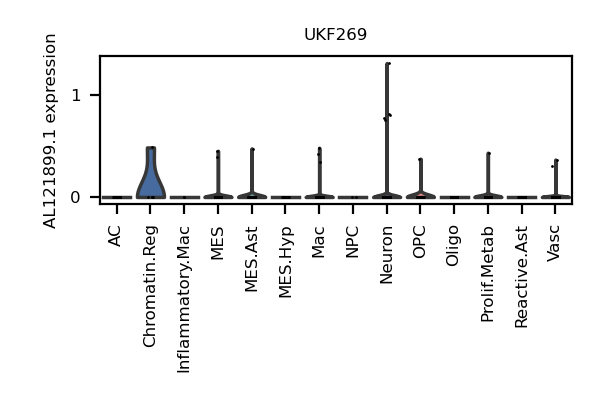 UKF269
AL121899.1 expression
1
0
AC
Chromatin.Reg
Inflammatory.Mac
MES
MES.Ast
MES.Hyp
Mac
NPC
Neuron
OPC
Oligo
Prolif.Metab
Reactive.Ast
Vasc